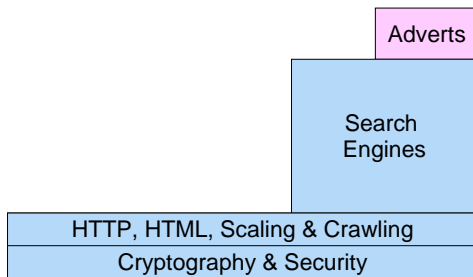 Adverts
Search
Engines
HTTP, HTML, Scaling & Crawling
Cryptography & Security